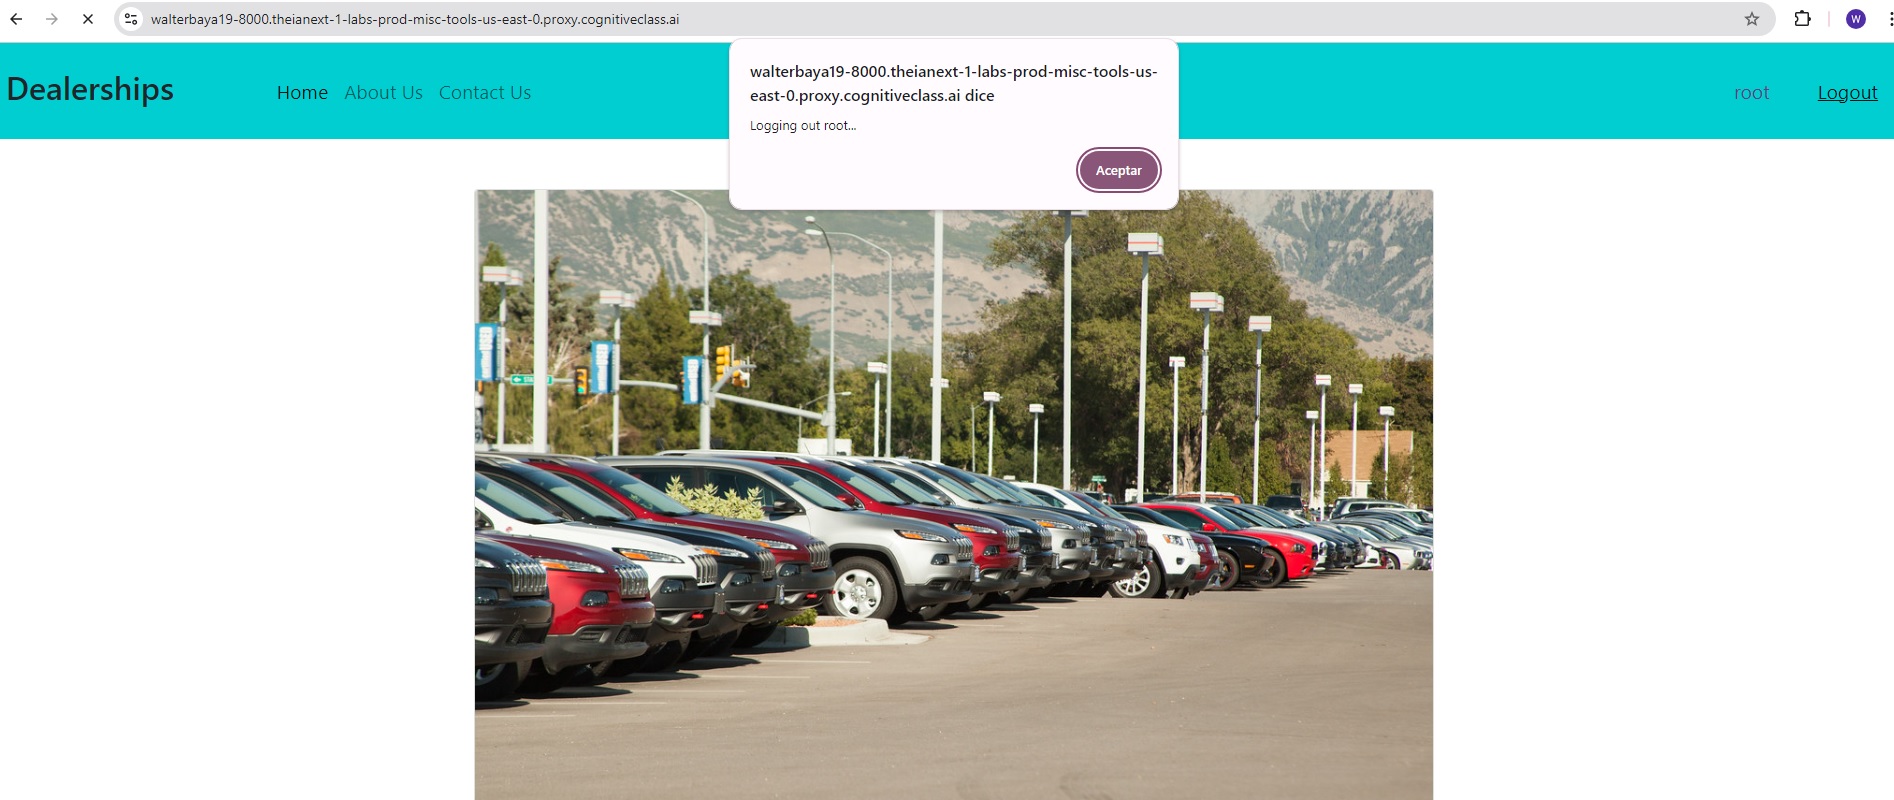 walterbaya19-8000.theianext-1-labs-prod-misc-tools-us-east-0.proxy.cognitiveclass.ai
W
Dealerships
Home
About Us
Contact Us
root
Logout
walterbaya19-8000.theianext-1-labs-prod-misc-tools-us-
east-0.proxy.cognitiveclass.ai dice
Logging out root...
Aceptar